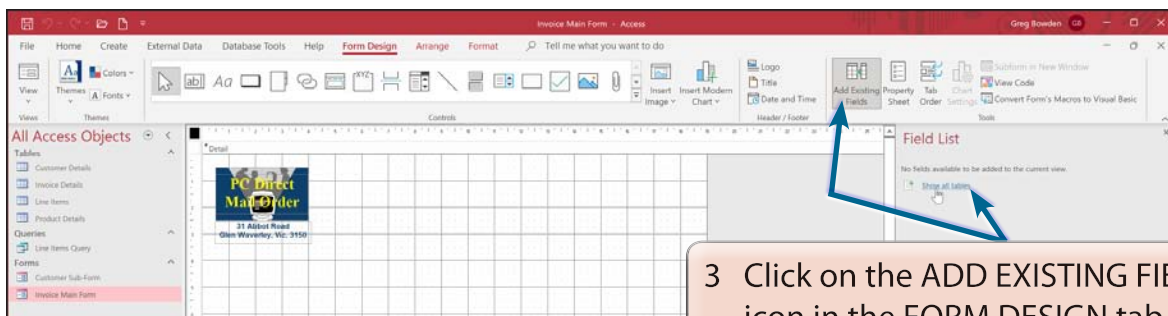 Invoice Main Form - Access
Greg Bowden GB
File Home Create External Data Database Tools Help Form Design Arrange Format Tell me what you want to do
View
Themes
Colors
Fonts
Aa
abl Aa XYZ
Insert Image
Insert Modern Chart
Logo
Title
Date and Time
Add Existing Fields
Property Sheet
Tab Order
Chart Settings
Subform in New Window
View Code
Convert Form's Macros to Visual Basic
Views Themes Controls Header / Footer Tools
All Access Objects
Tables
Customer Details
Invoice Details
Line Items
Product Details
Queries
Line Items Query
Forms
Customer Sub-Form
Invoice Main Form
Detail
PC Direct
Mail Order
31 Abbot Road
Glen Waverley, Vic. 3150
Field List
No fields available to be added to the current view.
Show all tables
3 Click on the ADD EXISTING FIE
icon in the FORM DESIGN tab